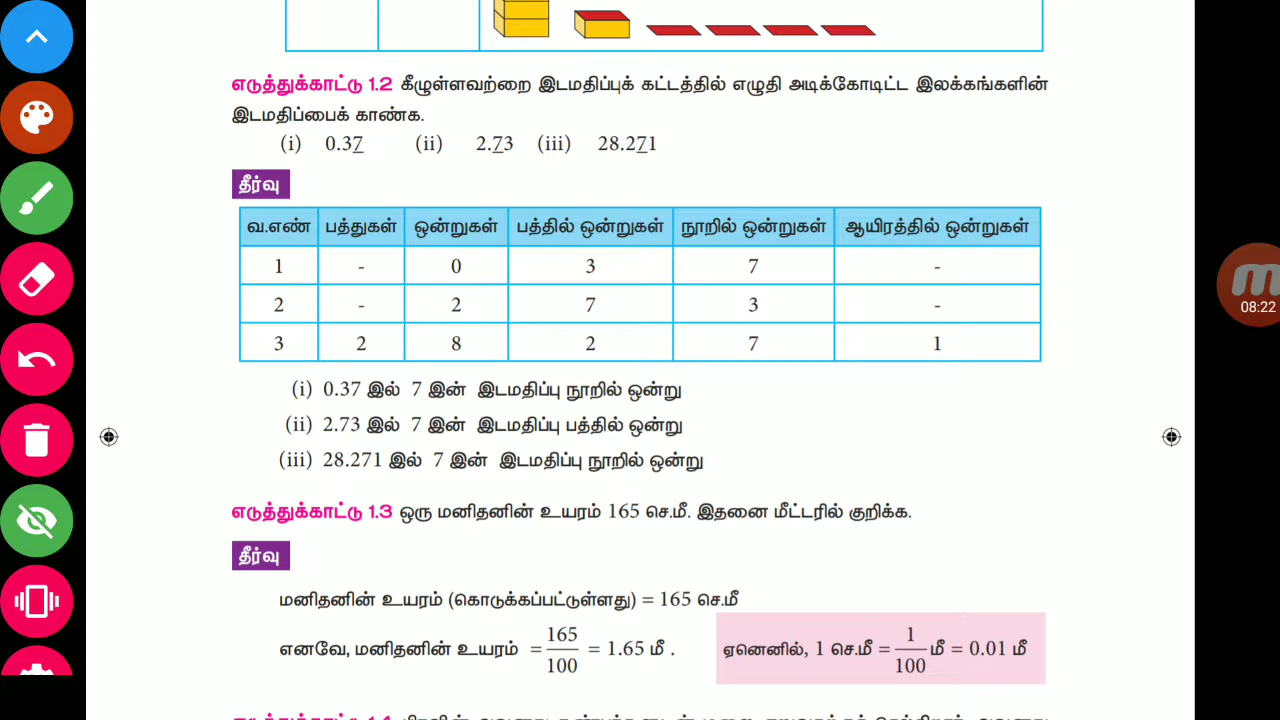 எடுத்துக்காட்டு 1.2 கீழுள்ளவற்றை இடமதிப்புக் கட்டத்தில் எழுதி அடிக்கோடிட்ட இலக்கங்களின்
இடமதிப்பைக் காண்க.
(i) 0.37 (ii) 2.73 (iii) 28.271
தீர்வு
வ.எண் பத்துகள் ஒன்றுகள் பத்தில் ஒன்றுகள் நூறில் ஒன்றுகள் ஆயிரத்தில் ஒன்றுகள்
1 - 0 3 7 -
2 - 2 7 3 -
3 2 8 2 7 1
(i) 0.37 இல் 7 இன் இடமதிப்பு நூறில் ஒன்று
(ii) 2.73 இல் 7 இன் இடமதிப்பு பத்தில் ஒன்று
(iii) 28.271 இல் 7 இன் இடமதிப்பு நூறில் ஒன்று
எடுத்துக்காட்டு 1.3 ஒரு மனிதனின் உயரம் 165 செ.மீ. இதனை மீட்டரில் குறிக்க.
தீர்வு
மனிதனின் உயரம் (கொடுக்கப்பட்டுள்ளது) = 165 செ.மீ
எனவே, மனிதனின் உயரம் = 165/100 = 1.65 மீ . ஏனெனில், 1 செ.மீ = 1/100 மீ = 0.01 மீ
08:22